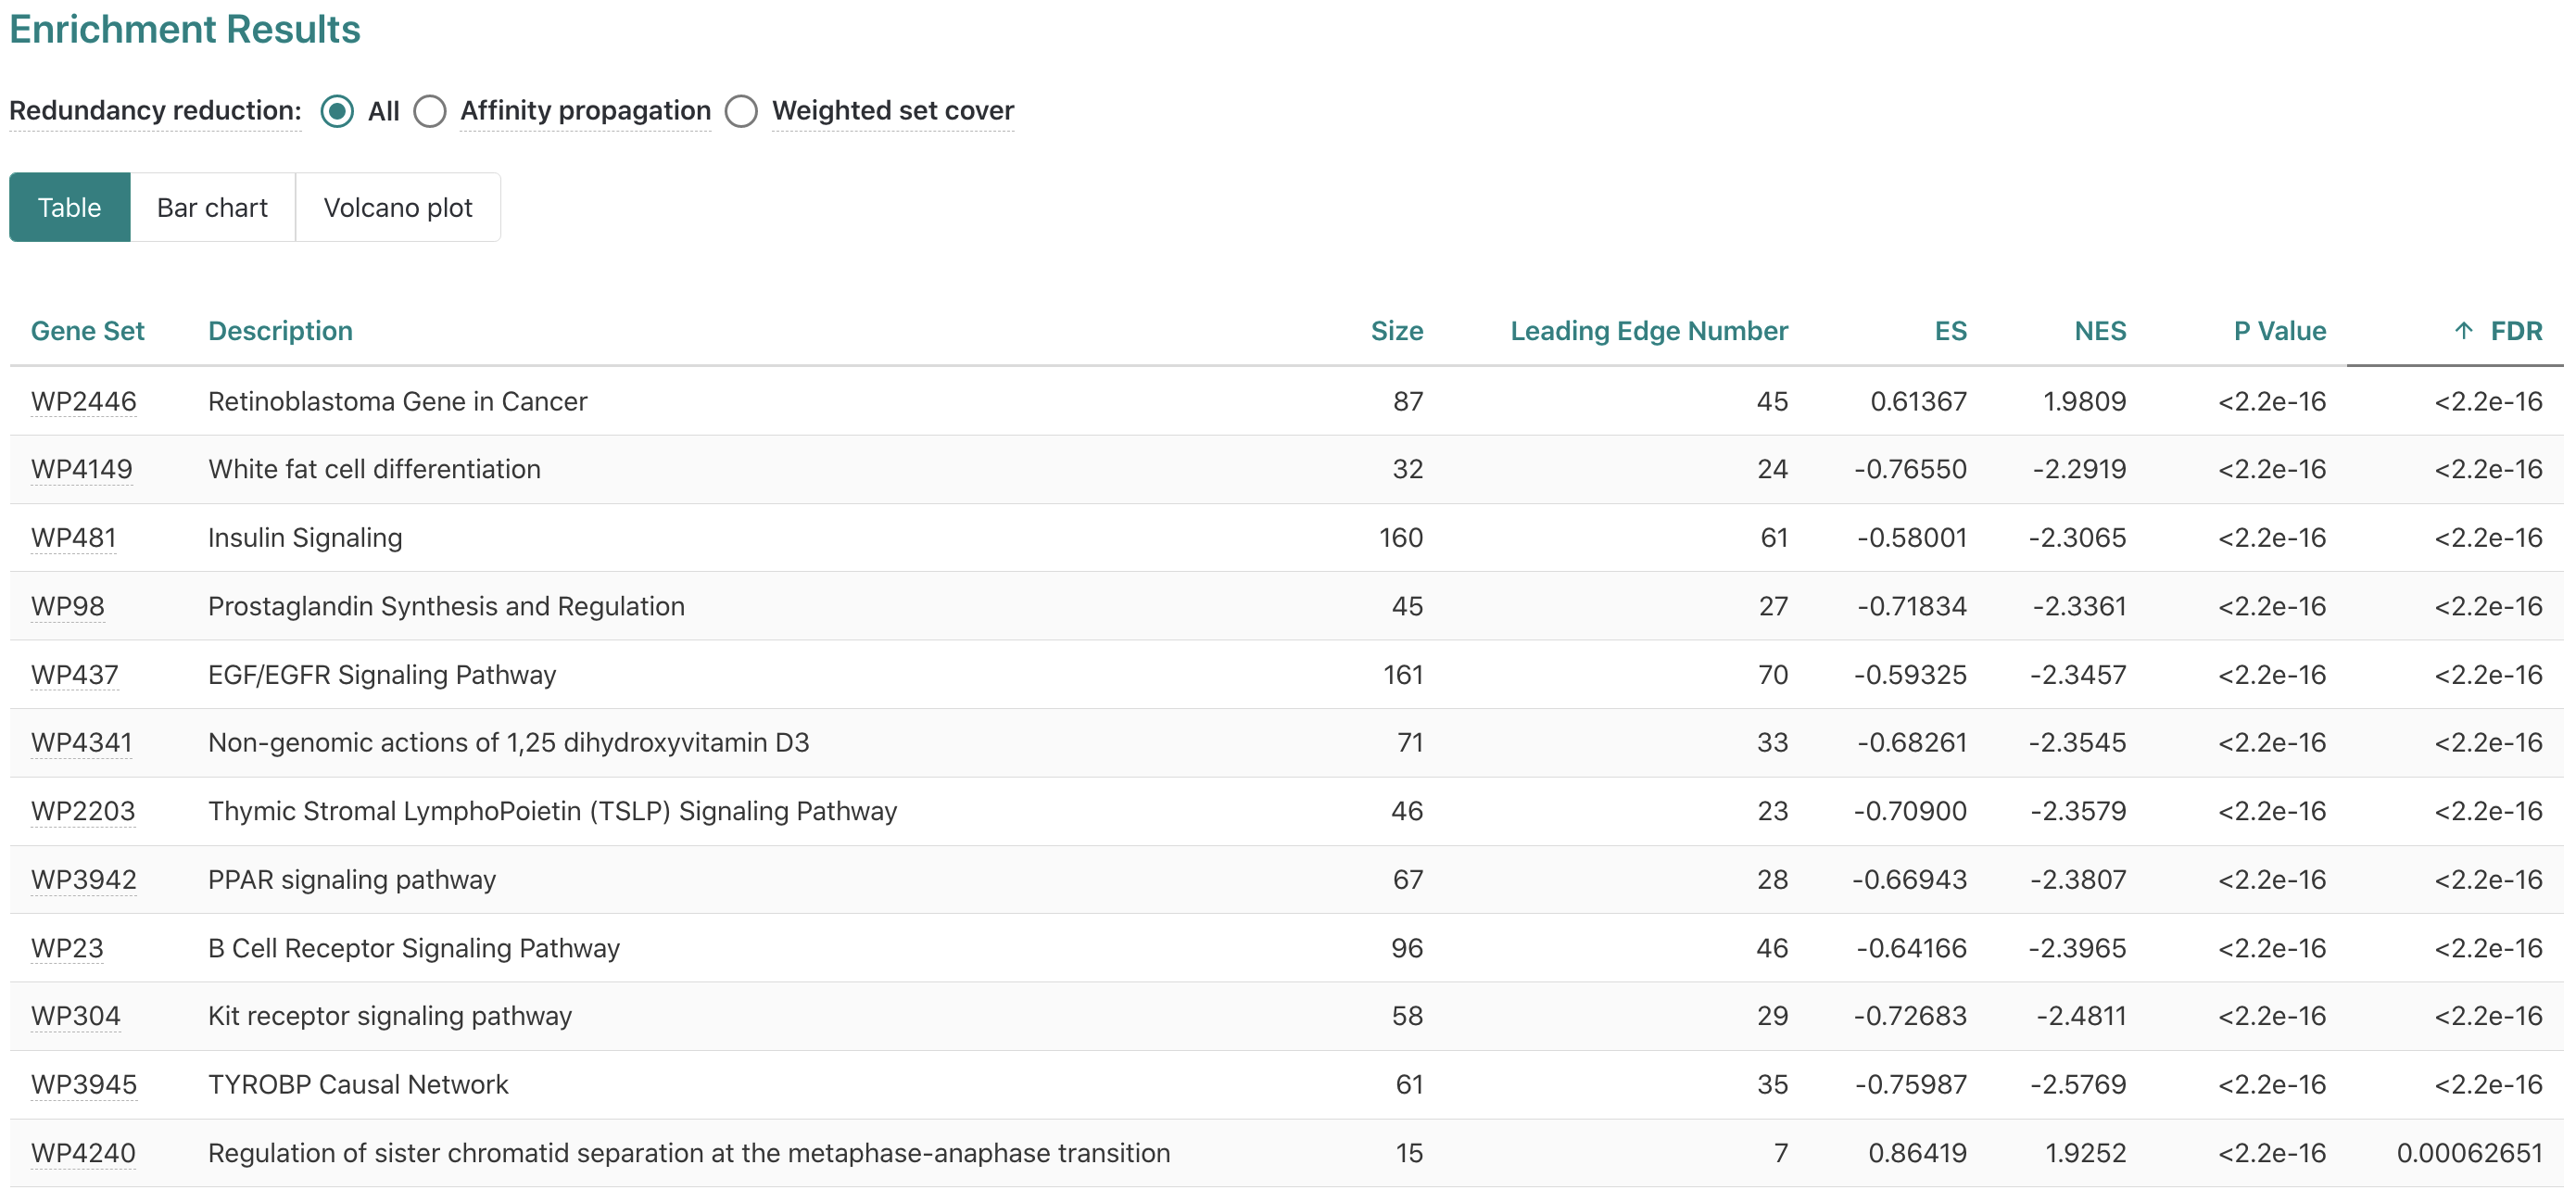 Enrichment Results
Redundancy reduction: All Affinity propagation Weighted set cover
Table Bar chart Volcano plot
Gene Set Description Size Leading Edge Number ES NES P Value ↑ FDR
WP2446 Retinoblastoma Gene in Cancer 87 45 0.61367 1.9809 <2.2e-16 <2.2e-16
WP4149 White fat cell differentiation 32 24 -0.76550 -2.2919 <2.2e-16 <2.2e-16
WP481 Insulin Signaling 160 61 -0.58001 -2.3065 <2.2e-16 <2.2e-16
WP98 Prostaglandin Synthesis and Regulation 45 27 -0.71834 -2.3361 <2.2e-16 <2.2e-16
WP437 EGF/EGFR Signaling Pathway 161 70 -0.59325 -2.3457 <2.2e-16 <2.2e-16
WP4341 Non-genomic actions of 1,25 dihydroxyvitamin D3 71 33 -0.68261 -2.3545 <2.2e-16 <2.2e-16
WP2203 Thymic Stromal LymphoPoietin (TSLP) Signaling Pathway 46 23 -0.70900 -2.3579 <2.2e-16 <2.2e-16
WP3942 PPAR signaling pathway 67 28 -0.66943 -2.3807 <2.2e-16 <2.2e-16
WP23 B Cell Receptor Signaling Pathway 96 46 -0.64166 -2.3965 <2.2e-16 <2.2e-16
WP304 Kit receptor signaling pathway 58 29 -0.72683 -2.4811 <2.2e-16 <2.2e-16
WP3945 TYROBP Causal Network 61 35 -0.75987 -2.5769 <2.2e-16 <2.2e-16
WP4240 Regulation of sister chromatid separation at the metaphase-anaphase transition 15 7 0.86419 1.9252 <2.2e-16 0.00062651